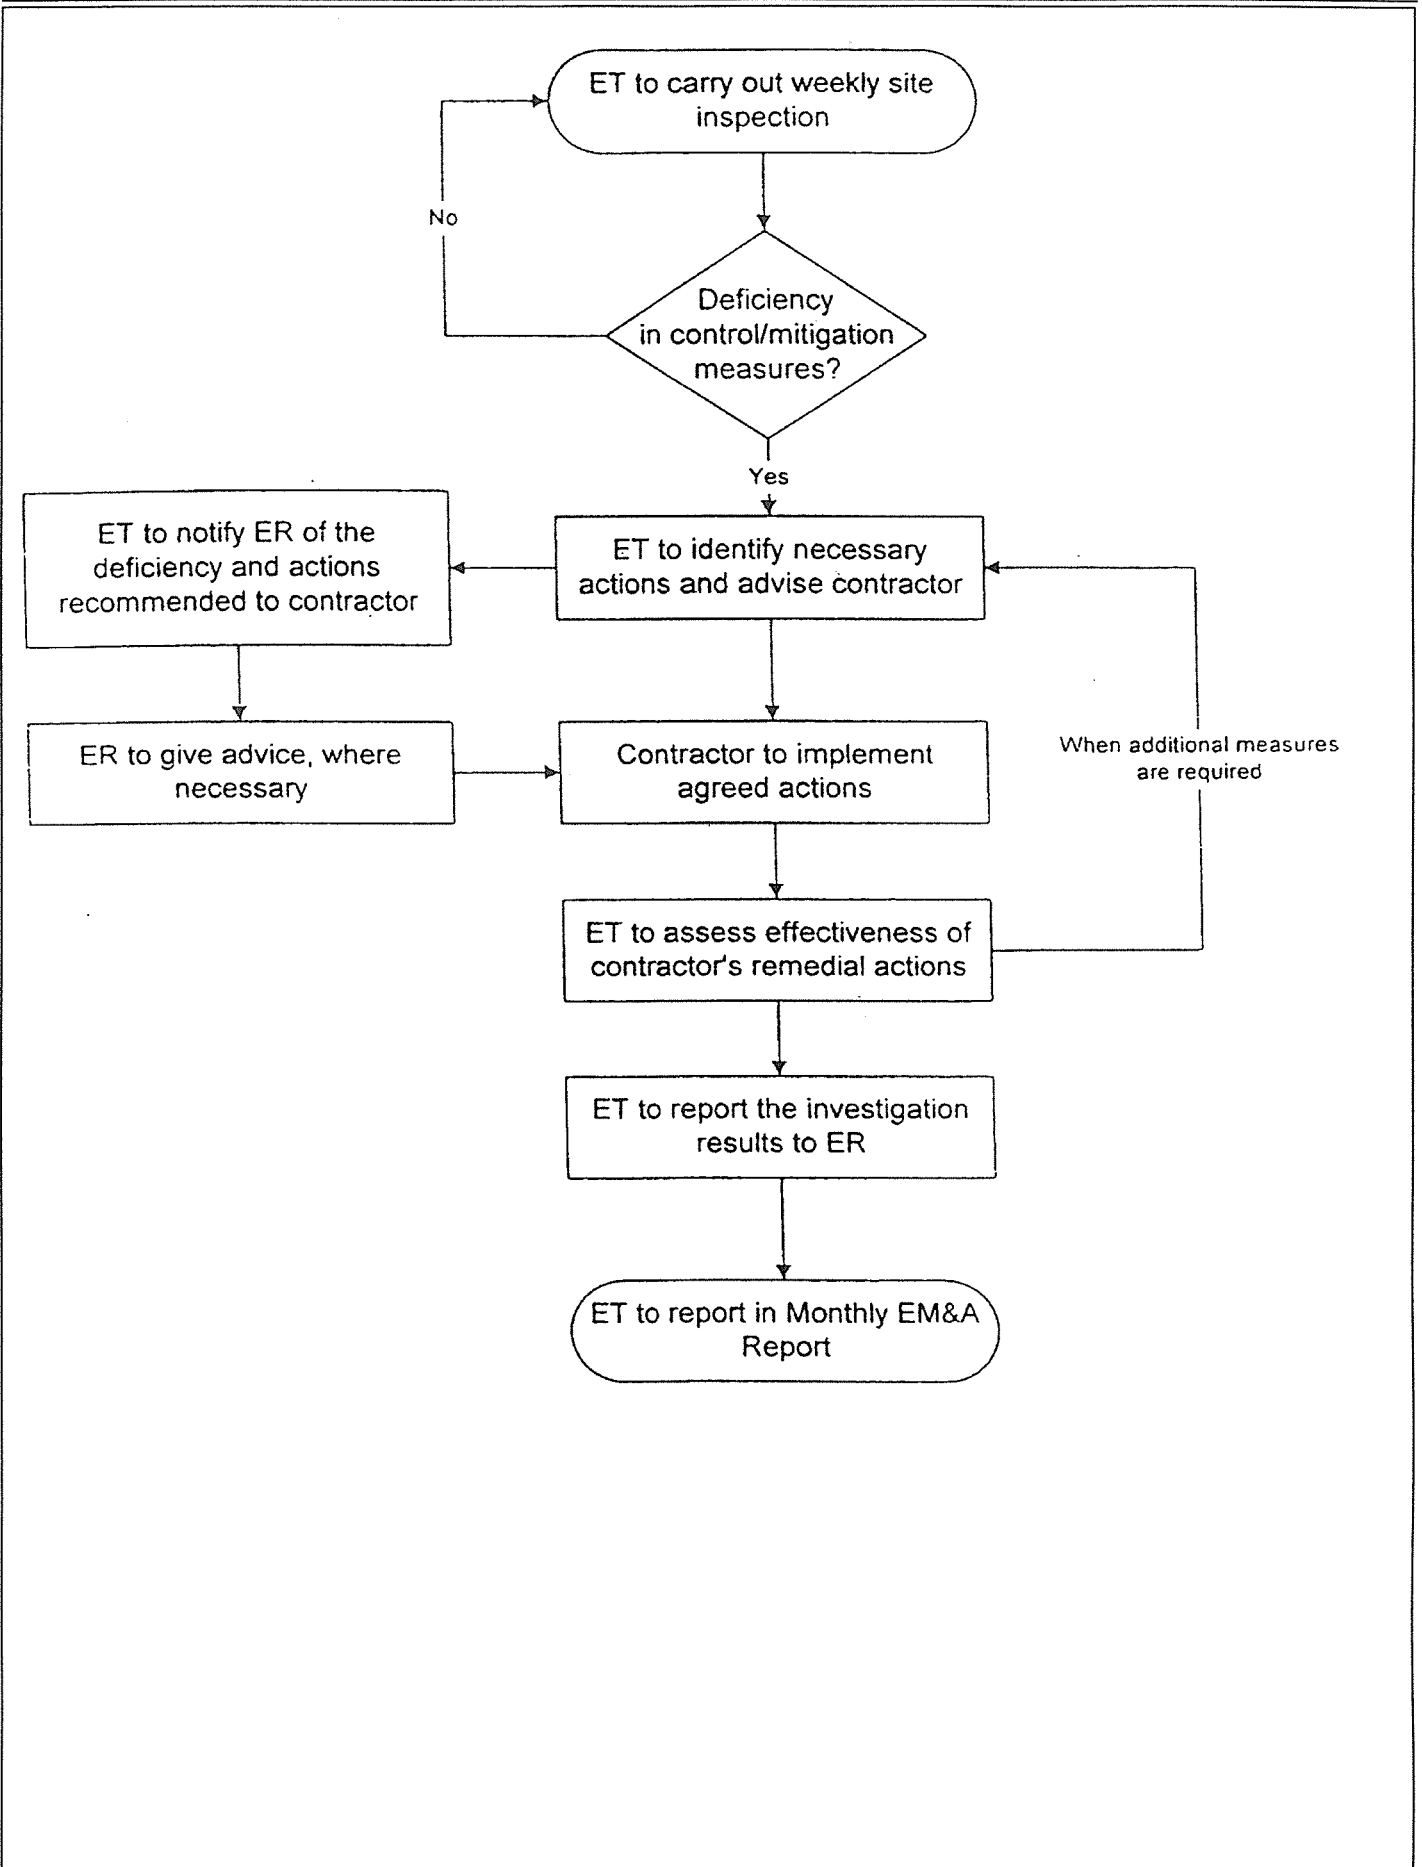 ET to carry out weekly site
inspection
No
Deficiency
in control/mitigation
measures?
Yes
ET to notify ER of the
deficiency and actions
recommended to contractor
ET to identify necessary
actions and advise contractor
ER to give advice, where
necessary
Contractor to implement
agreed actions
When additional measures
are required
ET to assess effectiveness of
contractor's remedial actions
ET to report the investigation
results to ER
ET to report in Monthly EM&A
Report